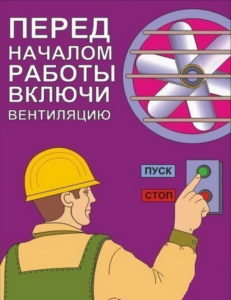 ПЕРЕД
НАЧАЛОМ
РАБОТЫ
ВКЛЮЧИ
ВЕНТИЛЯЦИЮ
ПУСК
СТОП